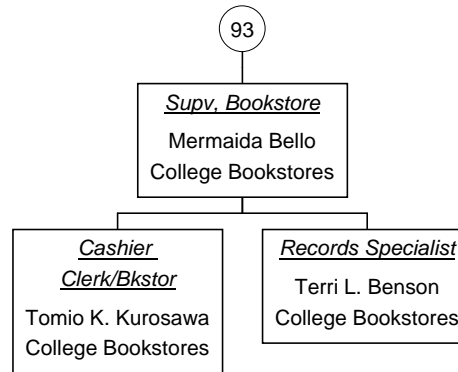 93
Supv, Bookstore
Mermaida Bello
College Bookstores
Cashier
Clerk/Bkstor
Tomio K. Kurosawa
College Bookstores
Records Specialist
Terri L. Benson
College Bookstores